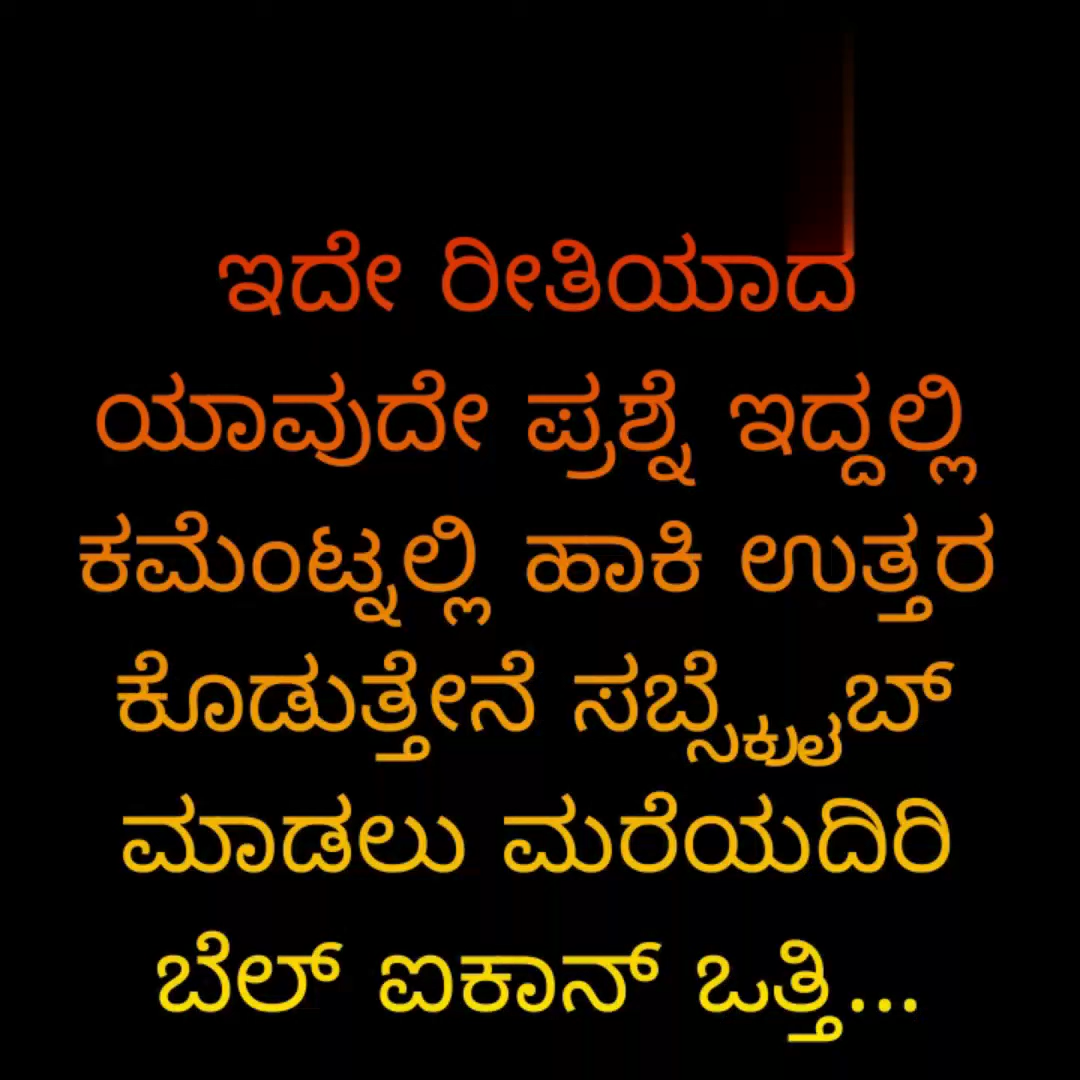 ಇದೇ ರೀತಿಯಾದ
ಯಾವುದೇ ಪ್ರಶ್ನೆ ಇದ್ದಲ್ಲಿ
ಕಮೆಂಟ್ನಲ್ಲಿ ಹಾಕಿ ಉತ್ತರ
ಕೊಡುತ್ತೇನೆ ಸಬ್ಸ್ಕ್ರೈಬ್
ಮಾಡಲು ಮರೆಯದಿರಿ
ಬೆಲ್ ಐಕಾನ್ ಒತ್ತಿ...